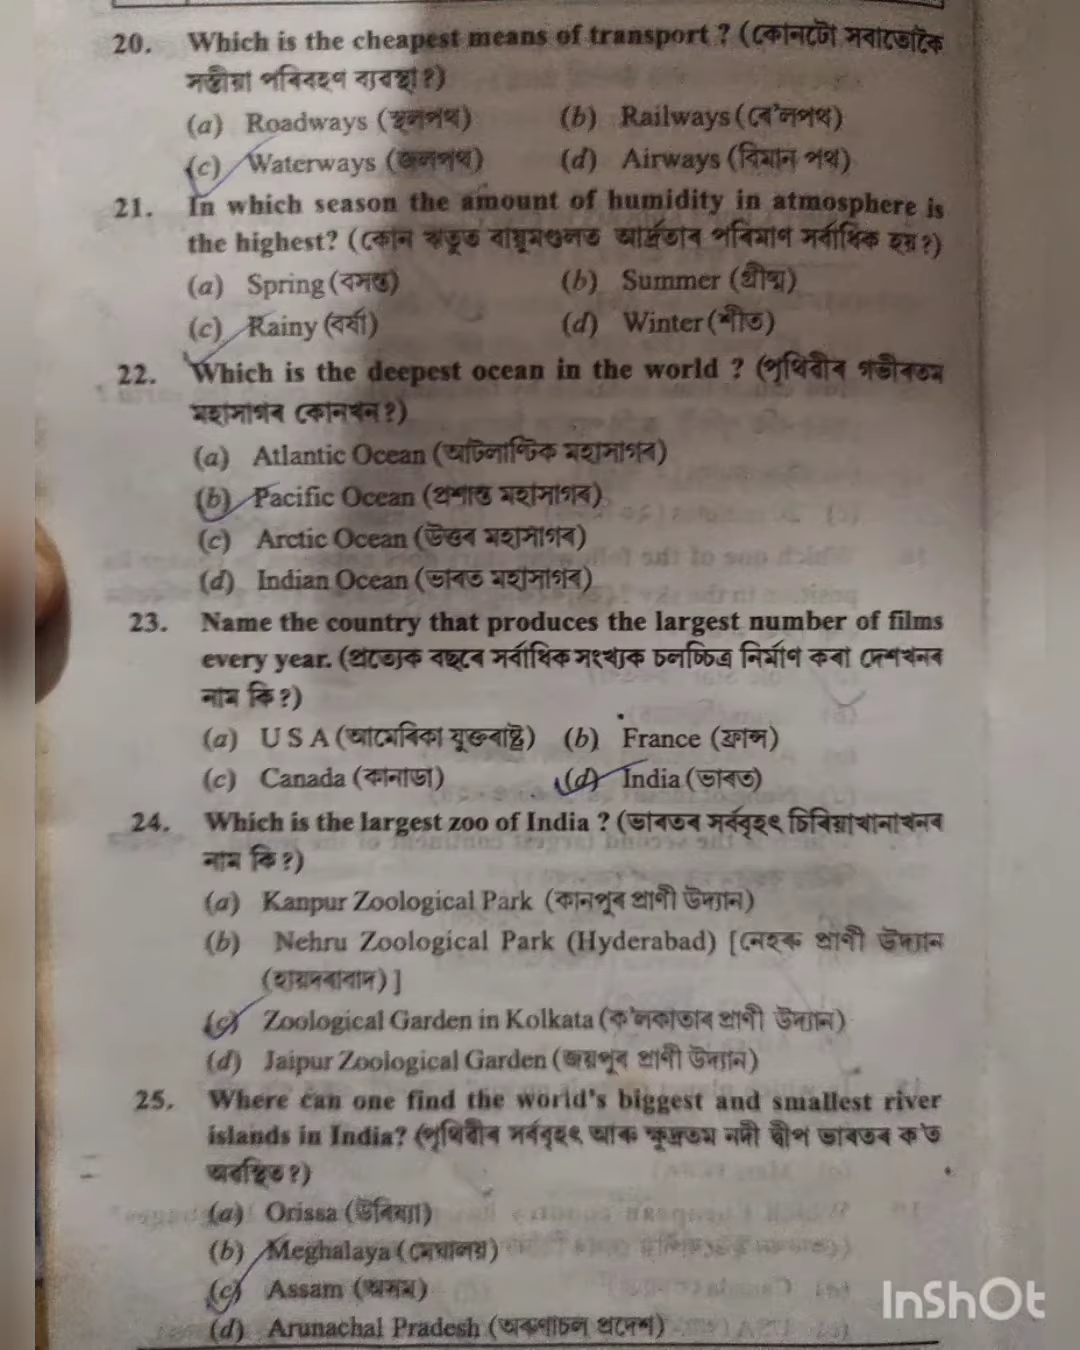 20. Which is the cheapest means of transport ? (কোনটো সবাতোটকৈ
সস্তীয়া পৰিবহণ ব্যৱস্থা?)
(a) Roadways (স্থলপথ) (b) Railways (ৰে'লপথ)
(c) Waterways (জলপথ) (d) Airways (বিমান পথ)
21. In which season the amount of humidity in atmosphere is
the highest? (কোন ঋতুত বায়ুমণ্ডলত আৰ্দ্ৰতাৰ পৰিমাণ সৰ্বাধিক হয়?)
(a) Spring (বসন্ত) (b) Summer (গ্ৰীষ্ম)
(c) Rainy (বৰ্ষা) (d) Winter (শীত)
22. Which is the deepest ocean in the world ? (পৃথিবীৰ গভীৰতম
মহাসাগৰ কোনখন?)
(a) Atlantic Ocean (আটলাণ্টিক মহাসাগৰ)
(b) Pacific Ocean (প্ৰশান্ত মহাসাগৰ)
(c) Arctic Ocean (উত্তৰ মহাসাগৰ)
(d) Indian Ocean (ভাৰত মহাসাগৰ)
23. Name the country that produces the largest number of films
every year. (প্ৰত্যেক বছৰে সৰ্বাধিক সংখ্যক চলচ্চিত্ৰ নিৰ্মাণ কৰা দেশখনৰ
নাম কি?)
(a) U S A (আমেৰিকা যুক্তৰাষ্ট্ৰ) (b) France (ফ্ৰান্স)
(c) Canada (কানাডা) (d) India (ভাৰত)
24. Which is the largest zoo of India ? (ভাৰতৰ সৰ্ববৃহৎ চিৰিয়াখানাখনৰ
নাম কি?)
(a) Kanpur Zoological Park (কানপুৰ প্ৰাণী উদ্যান)
(b) Nehru Zoological Park (Hyderabad) [নেহৰু প্ৰাণী উদ্যান
(হায়দৰাবাদ)]
(c) Zoological Garden in Kolkata (ক'লকাতাৰ প্ৰাণী উদ্যান)
(d) Jaipur Zoological Garden (জয়পুৰ প্ৰাণী উদ্যান)
25. Where can one find the world's biggest and smallest river
islands in India? (পৃথিবীৰ সৰ্ববৃহৎ আৰু ক্ষুদ্ৰতম নদী দ্বীপ ভাৰতৰ ক'ত
অৱস্থিত?)
(a) Orissa (উৰিষ্যা)
(b) Meghalaya (মেঘালয়)
(c) Assam (অসম)
(d) Arunachal Pradesh (অৰুণাচল প্ৰদেশ)
InShOt